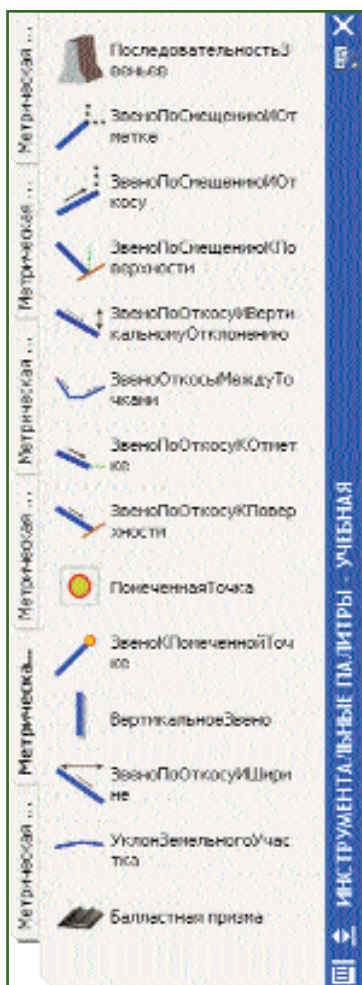 ПоследовательностьЗ
веньев
ЗвеноПоСмещениюИОт
метке
ЗвеноПоСмещениюИОт
косу
ЗвеноПоСмещениюКПо
верхности
ЗвеноПоОткосуИВерти
кальномуОтклонению
ЗвеноОткосыМеждуТо
чками
ЗвеноПоОткосуКОтмет
ке
ЗвеноПоОткосуКПовер
хности
ПомеченнаяТочка
ЗвеноКПомеченнойТоч
ке
ВертикальноеЗвено
ЗвеноПоОткосуИШири
не
УклонЗемельногоУчас
тка
Балластная призма
Метрическая ...
Метрическая ...
Метрическая ...
Метрическая ...
Метрическая ...
Метрическа...
Метрическая ...
ИНСТРУМЕНТАЛЬНЫЕ ПАЛИТРЫ - УЧЕБНАЯ